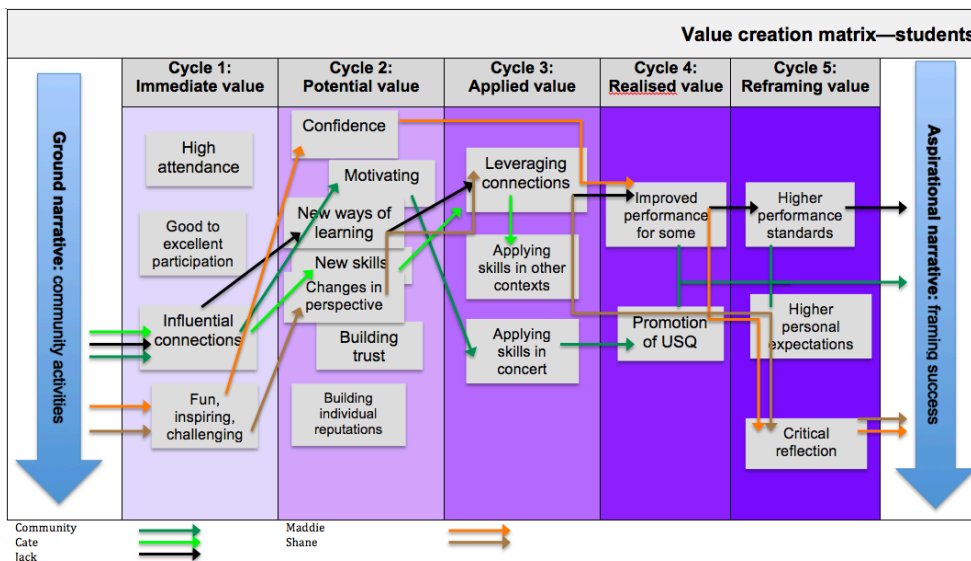 Value creation matrix—students
Cycle 1:
Immediate value
Cycle 2:
Potential value
Cycle 3:
Applied value
Cycle 4:
Realised value
Cycle 5:
Reframing value
Ground narrative: community activities
High
attendance
Good to
excellent
participation
Influential
connections
Fun,
inspiring,
challenging
Confidence
Motivating
New ways of
learning
New skills
Changes in
perspective
Building
trust
Building
individual
reputations
Leveraging
connections
Applying
skills in other
contexts
Applying
skills in
concert
Improved
performance
for some
Promotion
of USQ
Higher
performance
standards
Higher
personal
expectations
Critical
reflection
Aspirational narrative: framing success
Community
Cate
Jack
Maddie
Shane